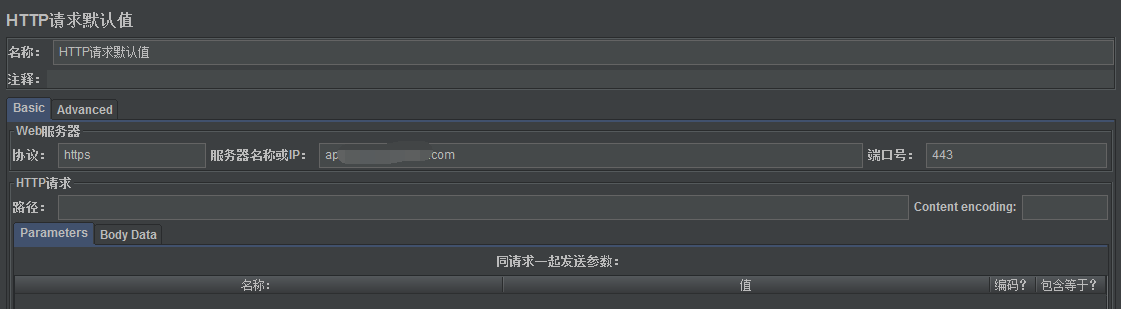 HTTP请求默认值
名称： HTTP请求默认值
注释：
Basic Advanced
Web服务器
协议： https 服务器名称或IP： ap .com 端口号： 443
HTTP请求
路径： Content encoding:
Parameters Body Data
同请求一起发送参数：
名称： 值 编码？ 包含等于？